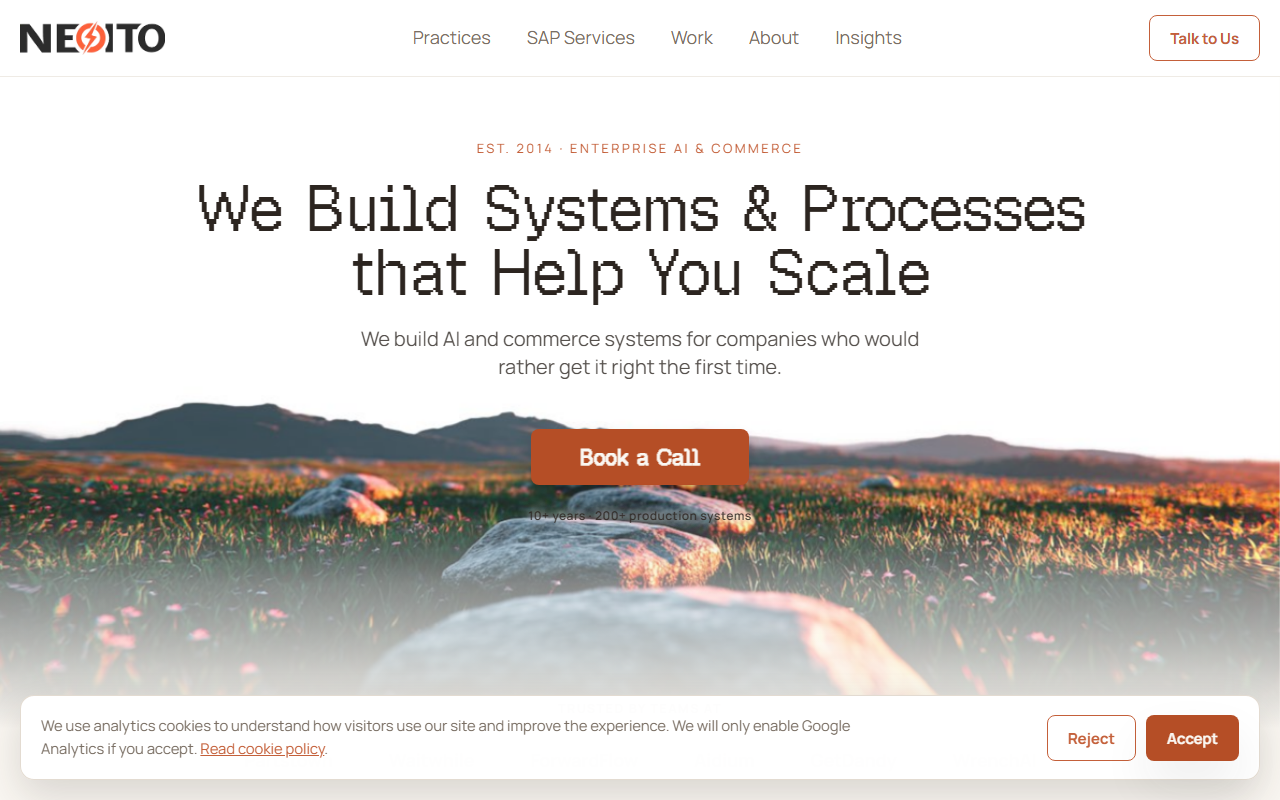 NEOITO
Practices
SAP Services
Work
About
Insights
Talk to Us
EST. 2014 · ENTERPRISE AI & COMMERCE
We Build Systems & Processes
that Help You Scale
We build AI and commerce systems for companies who would
rather get it right the first time.
Book a Call
10+ years · 200+ production systems
We use analytics cookies to understand how visitors use our site and improve the experience. We will only enable Google
Analytics if you accept. Read cookie policy.
Reject
Accept